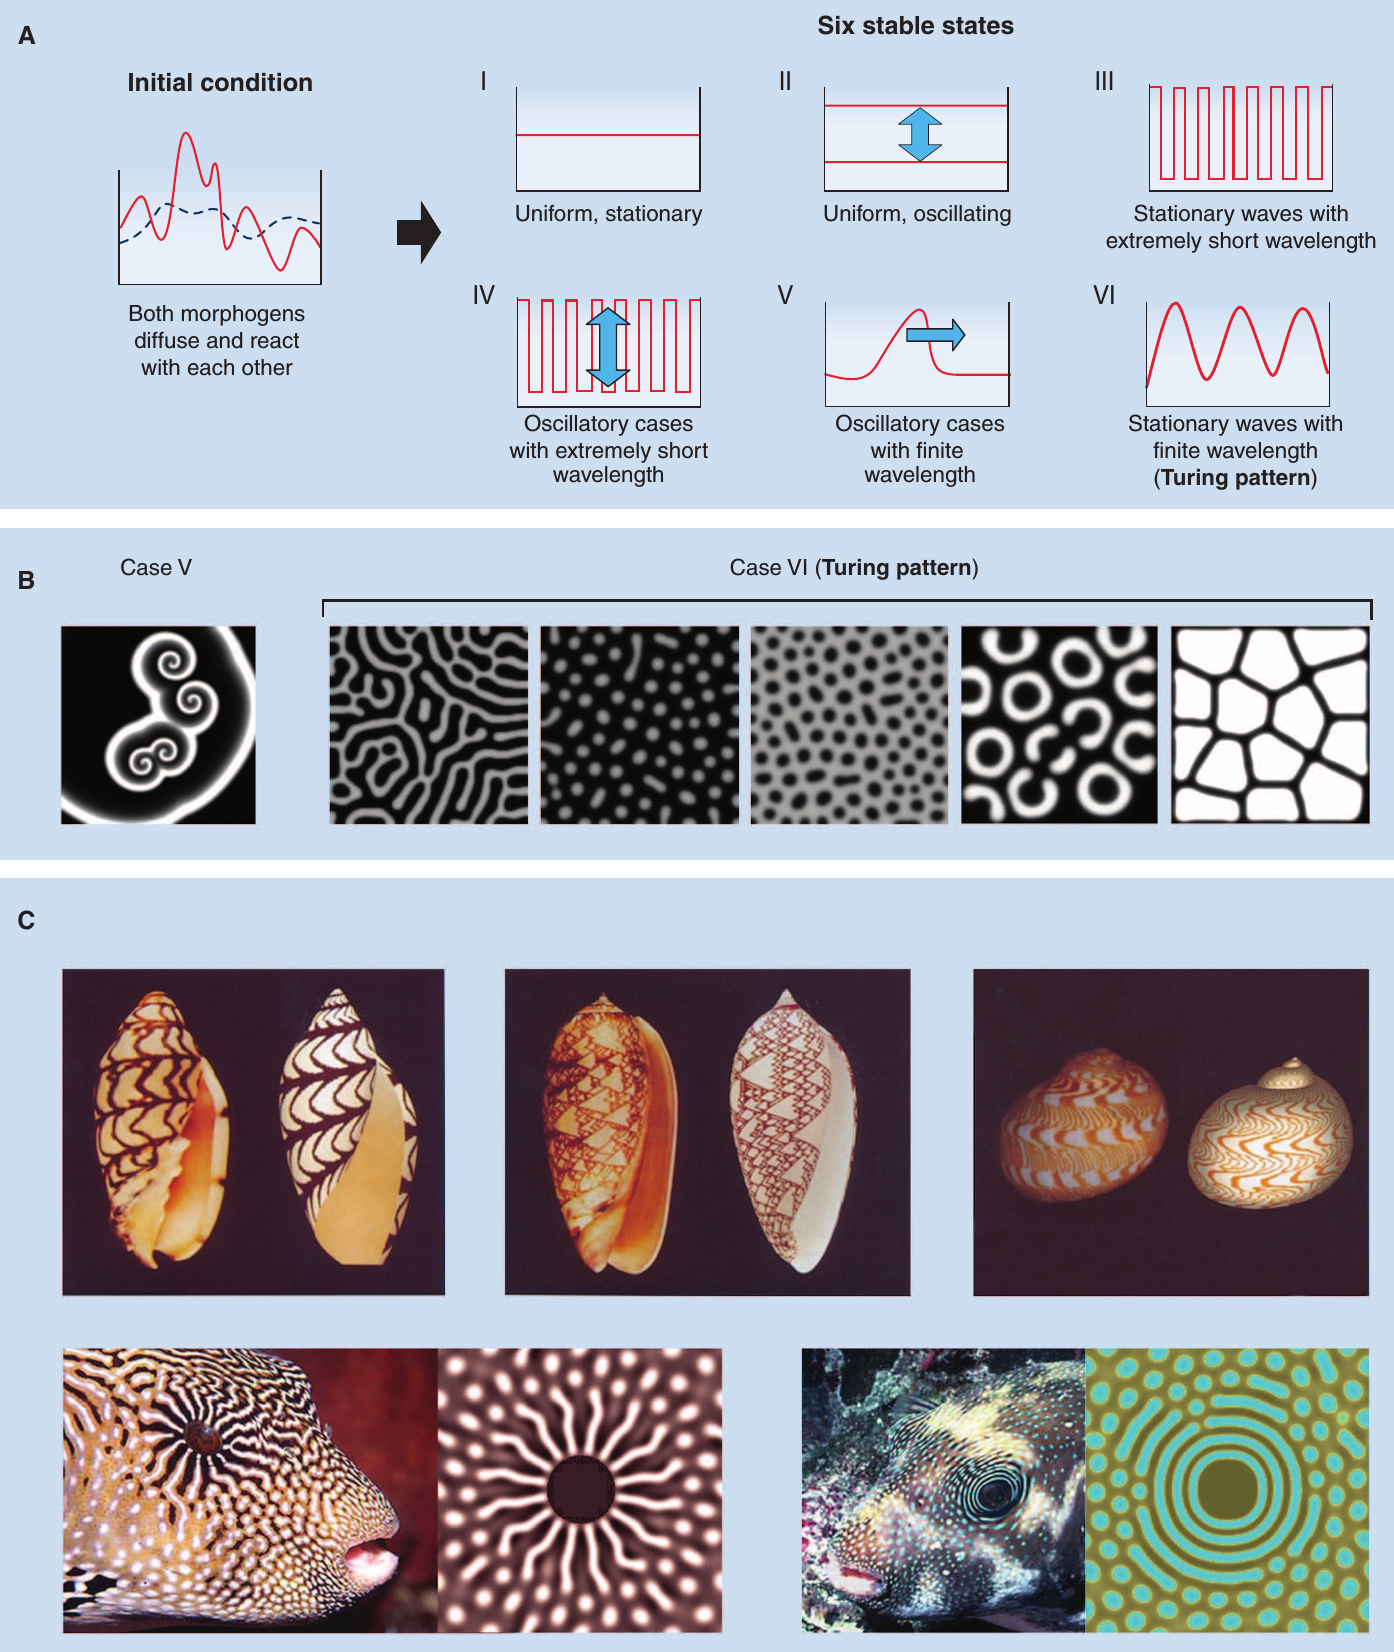 A
Six stable states
Initial condition
Both morphogens
diffuse and react
with each other
I
Uniform, stationary
II
Uniform, oscillating
III
Stationary waves with
extremely short wavelength
IV
Oscillatory cases
with extremely short
wavelength
V
Oscillatory cases
with finite
wavelength
VI
Stationary waves with
finite wavelength
(Turing pattern)
B
Case V
Case VI (Turing pattern)
C